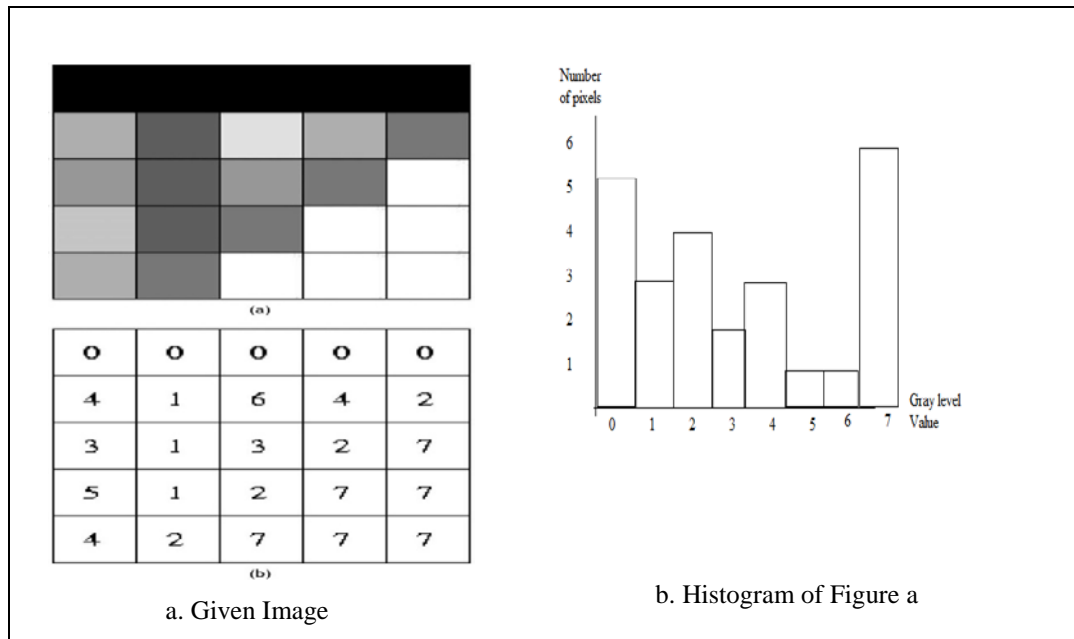 (a)
0 0 0 0 0
4 1 6 4 2
3 1 3 2 7
5 1 2 7 7
4 2 7 7 7
(b)
a. Given Image
Number
of pixels
6
5
4
3
2
1
0 1 2 3 4 5 6 7
Gray level
Value
b. Histogram of Figure a